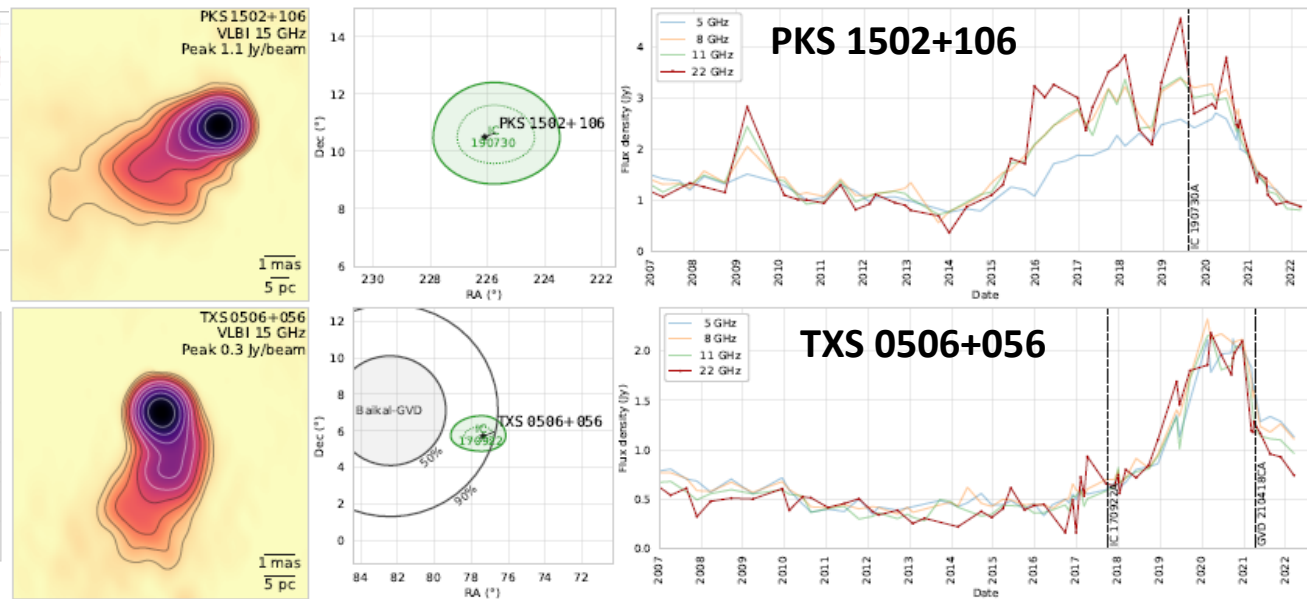 PKS 1502+106
VLBI 15 GHz
Peak 1.1 Jy/beam
1 mas
5 pc
14
12
10
8
6
Dec (°)
PKS 1502+106
IC
190730
230
228
226
224
222
RA (°)
PKS 1502+106
5 GHz
8 GHz
11 GHz
22 GHz
4
3
2
1
0
Flux density (Jy)
IC 190730A
2007
2008
2009
2010
2011
2012
2013
2014
2015
2016
2017
2018
2019
2020
2021
2022
Date
TXS 0506+056
VLBI 15 GHz
Peak 0.3 Jy/beam
1 mas
5 pc
12
10
8
6
4
2
0
Dec (°)
Baikal-GVD
TXS 0506+056
IC
170922
50%
90%
84
82
80
78
76
74
72
RA (°)
TXS 0506+056
5 GHz
8 GHz
11 GHz
22 GHz
2.0
1.5
1.0
0.5
0.0
Flux density (Jy)
IC 170922A
GVD 210418CA
2007
2008
2009
2010
2011
2012
2013
2014
2015
2016
2017
2018
2019
2020
2021
2022
Date